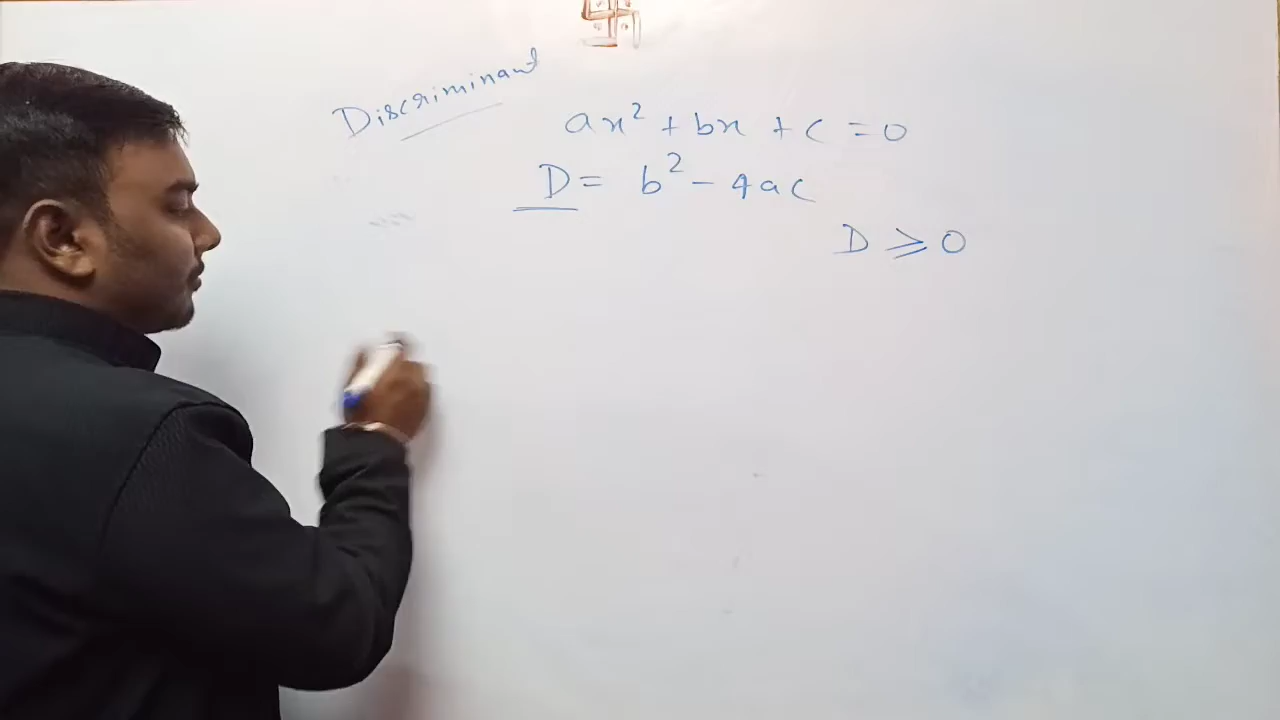 Discriminant
ax² + bx + c = 0
D = b² - 4ac
D ⩾ 0